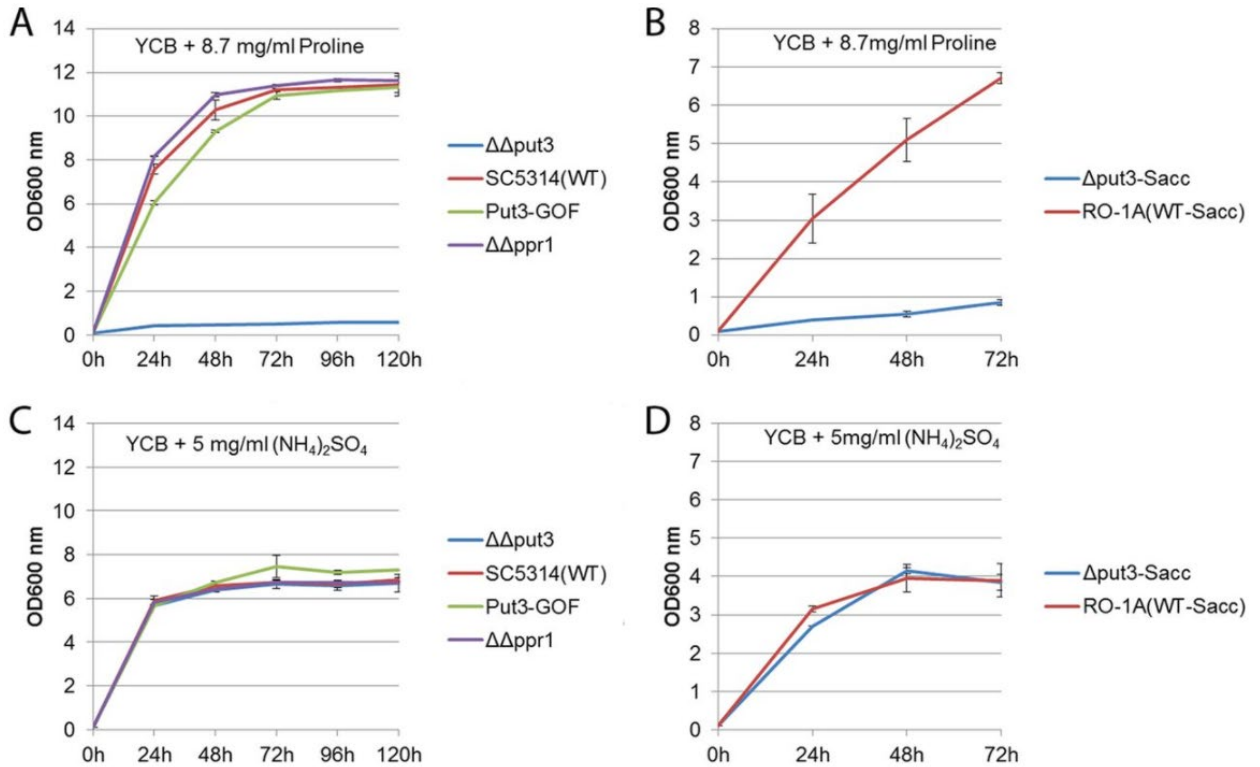 A
YCB + 8.7 mg/ml Proline
OD600 nm
14
12
10
8
6
4
2
0
0h 24h 48h 72h 96h 120h
ΔΔput3
SC5314(WT)
Put3-GOF
ΔΔppr1
B
YCB + 8.7mg/ml Proline
OD600 nm
8
7
6
5
4
3
2
1
0
0h 24h 48h 72h
Δput3-Sacc
RO-1A(WT-Sacc)
C
YCB + 5 mg/ml (NH₄)₂SO₄
OD600 nm
14
12
10
8
6
4
2
0
0h 24h 48h 72h 96h 120h
ΔΔput3
SC5314(WT)
Put3-GOF
ΔΔppr1
D
YCB + 5mg/ml (NH₄)₂SO₄
OD600 nm
8
7
6
5
4
3
2
1
0
0h 24h 48h 72h
Δput3-Sacc
RO-1A(WT-Sacc)